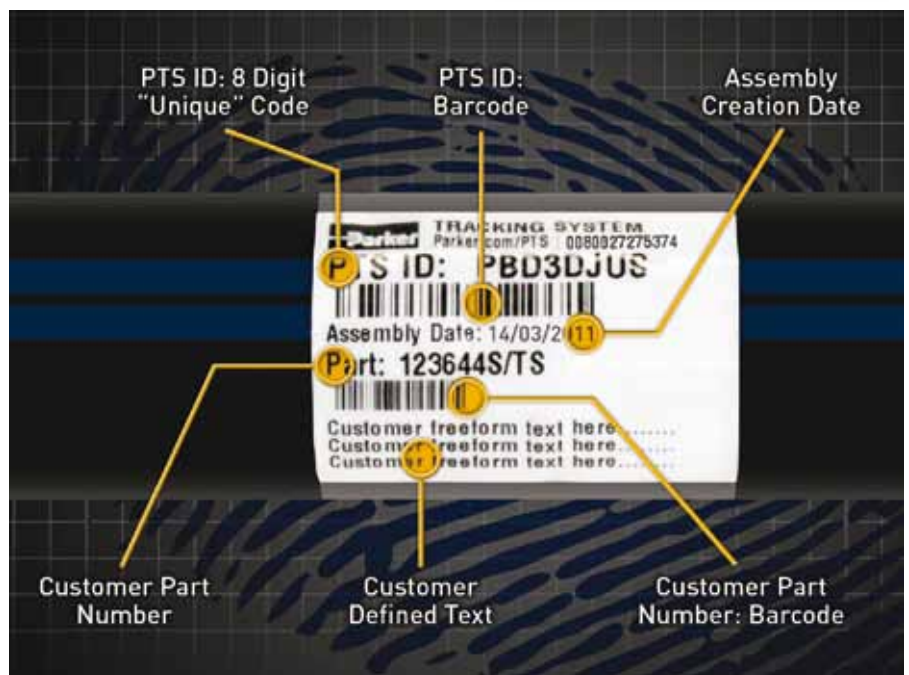 PTS ID: 8 Digit
"Unique" Code
PTS ID:
Barcode
Assembly
Creation Date
Parker
TRACKING SYSTEM
Parker.com/PTS 0080027275374
PTS ID: PBD3DJUS
Assembly Date: 14/03/2011
Part: 123644S/TS
Customer freeform text here........
Customer freeform text here........
Customer freeform text here........
Customer Part
Number
Customer
Defined Text
Customer Part
Number: Barcode